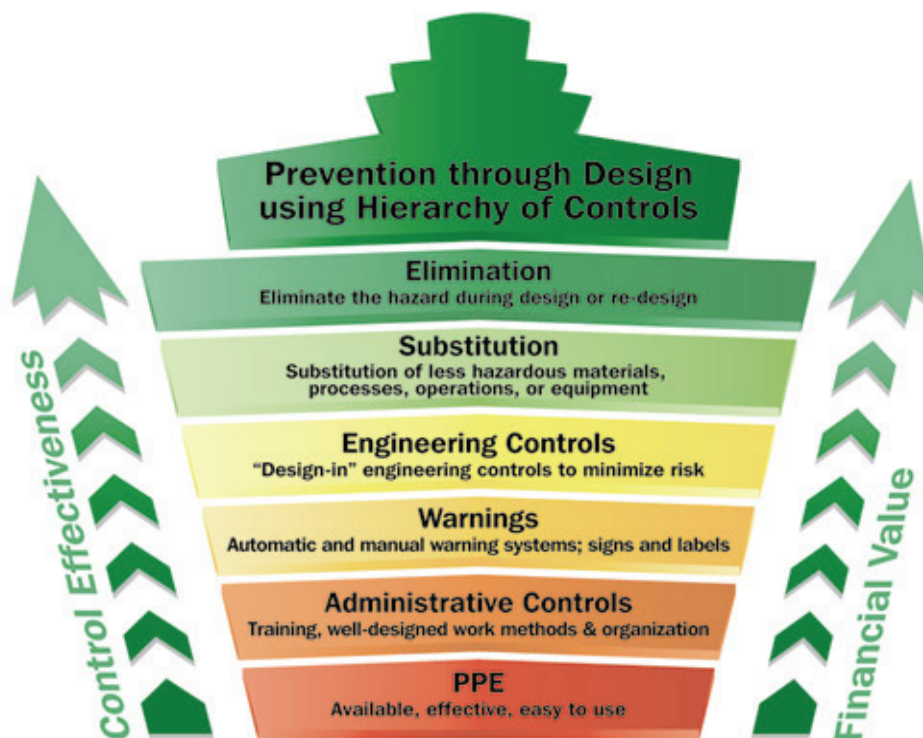 Prevention through Design
using Hierarchy of Controls
Elimination
Eliminate the hazard during design or re-design
Substitution
Substitution of less hazardous materials,
processes, operations, or equipment
Engineering Controls
“Design-in” engineering controls to minimize risk
Warnings
Automatic and manual warning systems; signs and labels
Administrative Controls
Training, well-designed work methods & organization
PPE
Available, effective, easy to use
Control Effectiveness
Financial Value